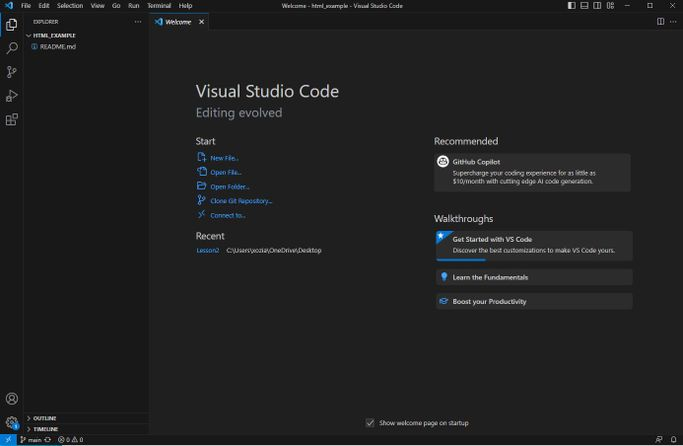 File Edit Selection View Go Run Terminal Help
Welcome - html_example - Visual Studio Code
EXPLORER
Welcome
HTML_EXAMPLE
README.md
Visual Studio Code
Editing evolved
Start
New File...
Open File...
Open Folder...
Clone Git Repository...
Connect to...
Recent
Lesson2 C:\Users\xozia\OneDrive\Desktop
Recommended
GitHub Copilot
Supercharge your coding experience for as little as
$10/month with cutting edge AI code generation.
Walkthroughs
Get Started with VS Code
Discover the best customizations to make VS Code yours.
Learn the Fundamentals
Boost your Productivity
Show welcome page on startup
OUTLINE
TIMELINE
main 0 0